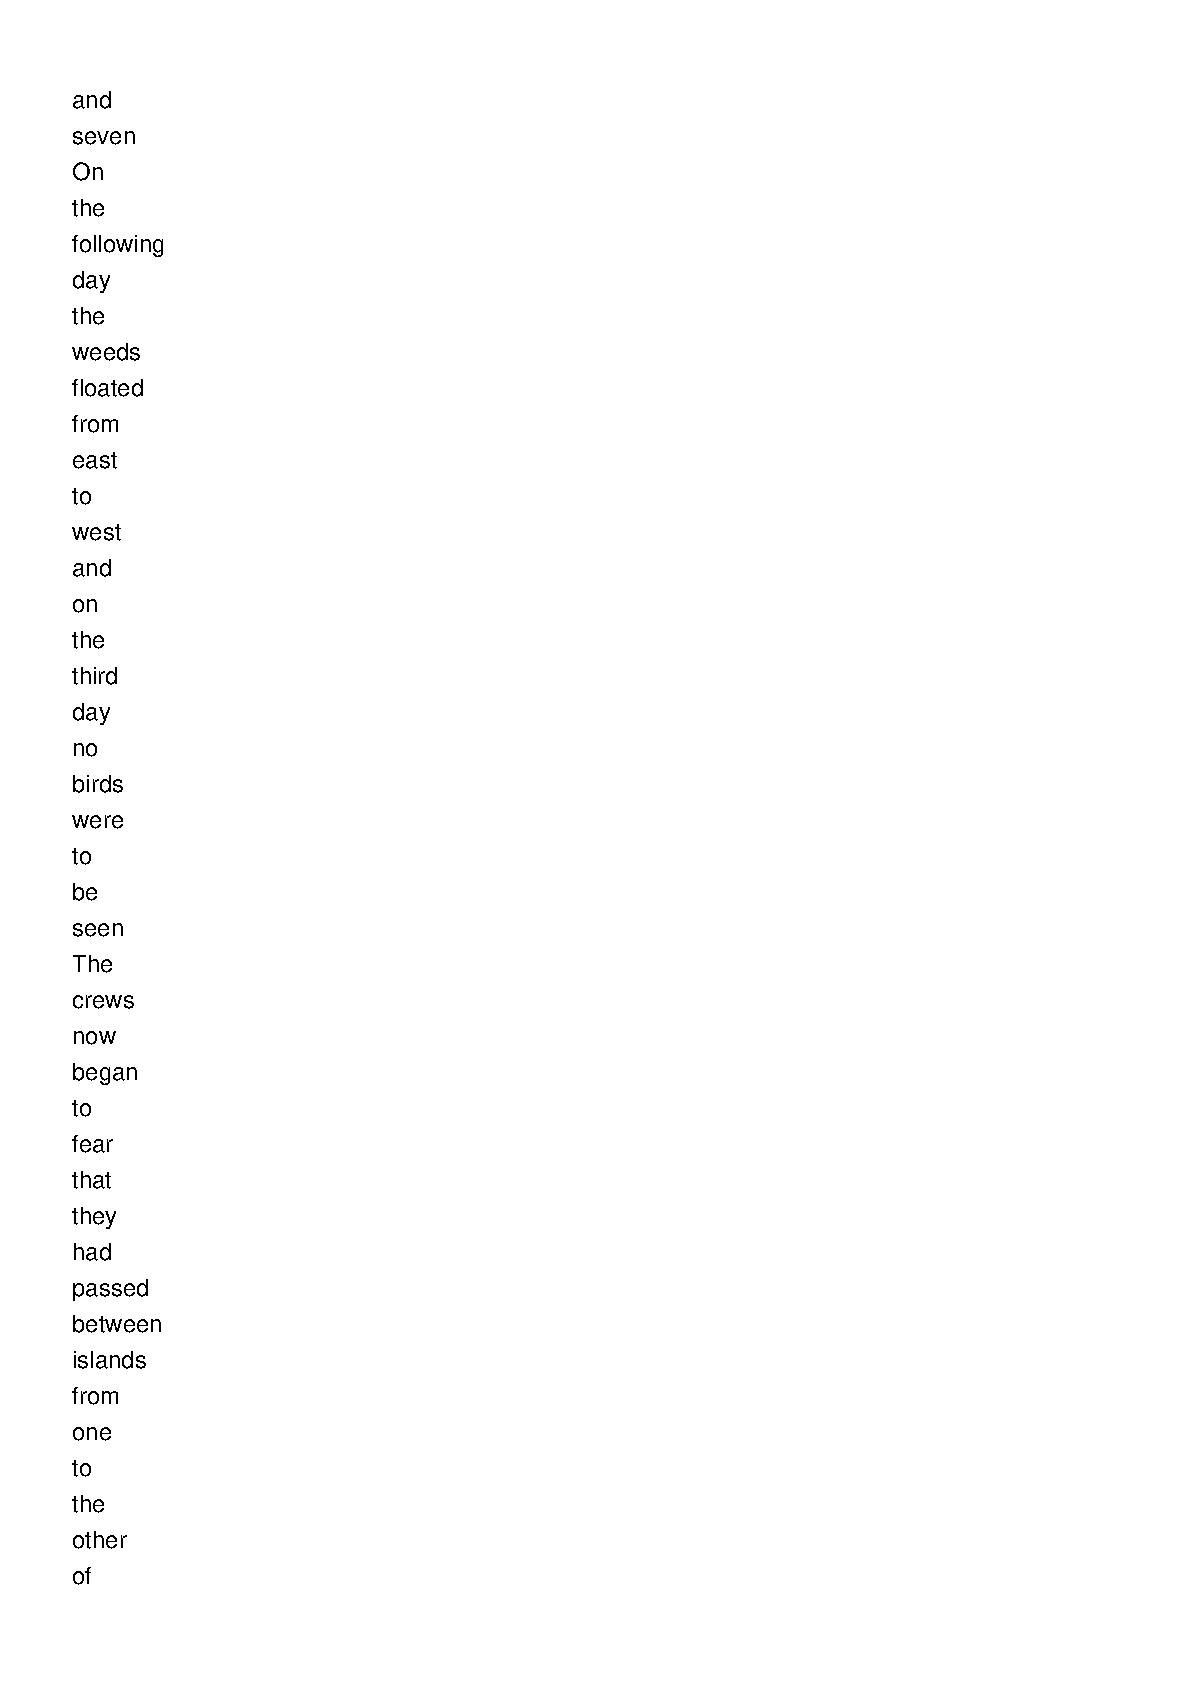 and
seven
On
the
following
day
the
weeds
floated
from
east
to
west
and
on
the
third
day
no
birds
were
to
be
seen
The
crews
now
began
to
fear
that
they
had
passed
between
islands
from
one
to
the
other
of